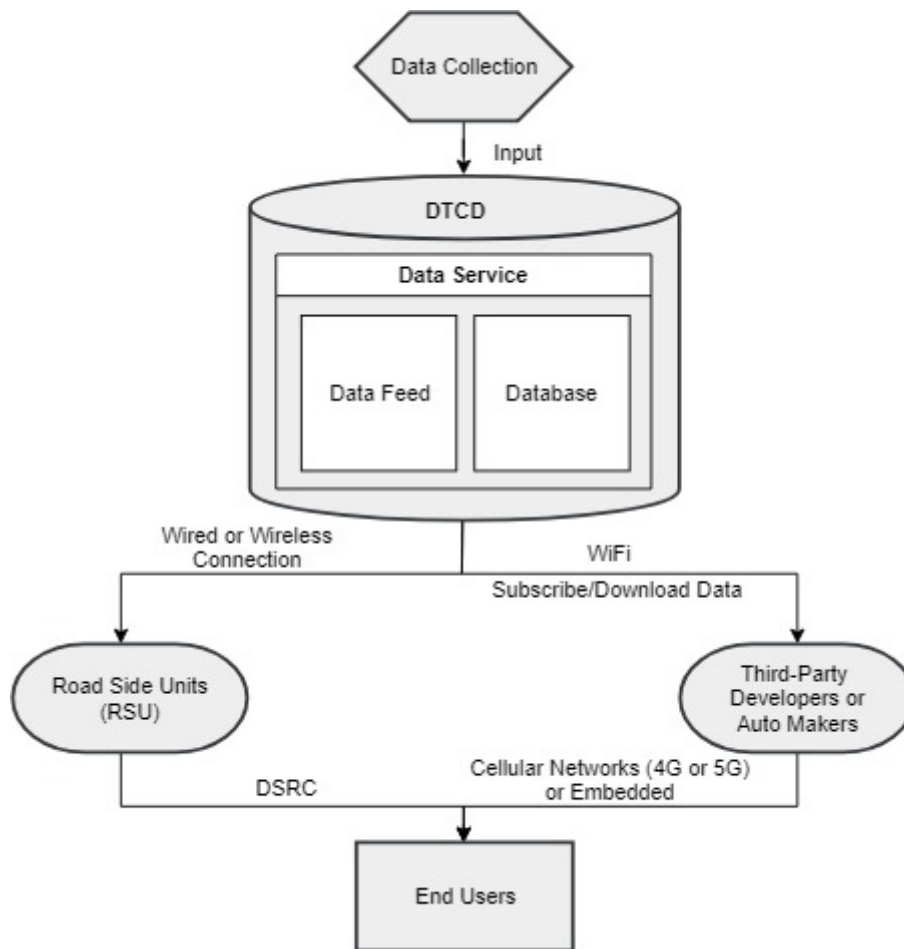 Data Collection
Input
DTCD
Data Service
Data Feed
Database
Wired or Wireless
Connection
WiFi
Subscribe/Download Data
Road Side Units
(RSU)
Third-Party
Developers or
Auto Makers
DSRC
Cellular Networks (4G or 5G)
or Embedded
End Users